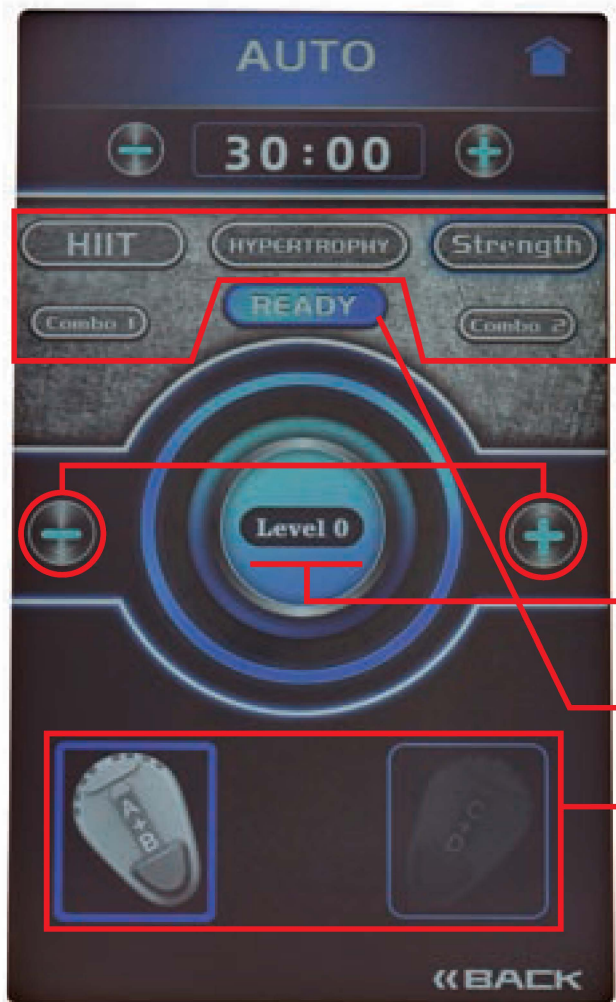 AUTO
30:00
HIIT HYPERTROPHY Strength
READY
Combo 1 Combo 2
Level 0
A+B C+D
«BACK